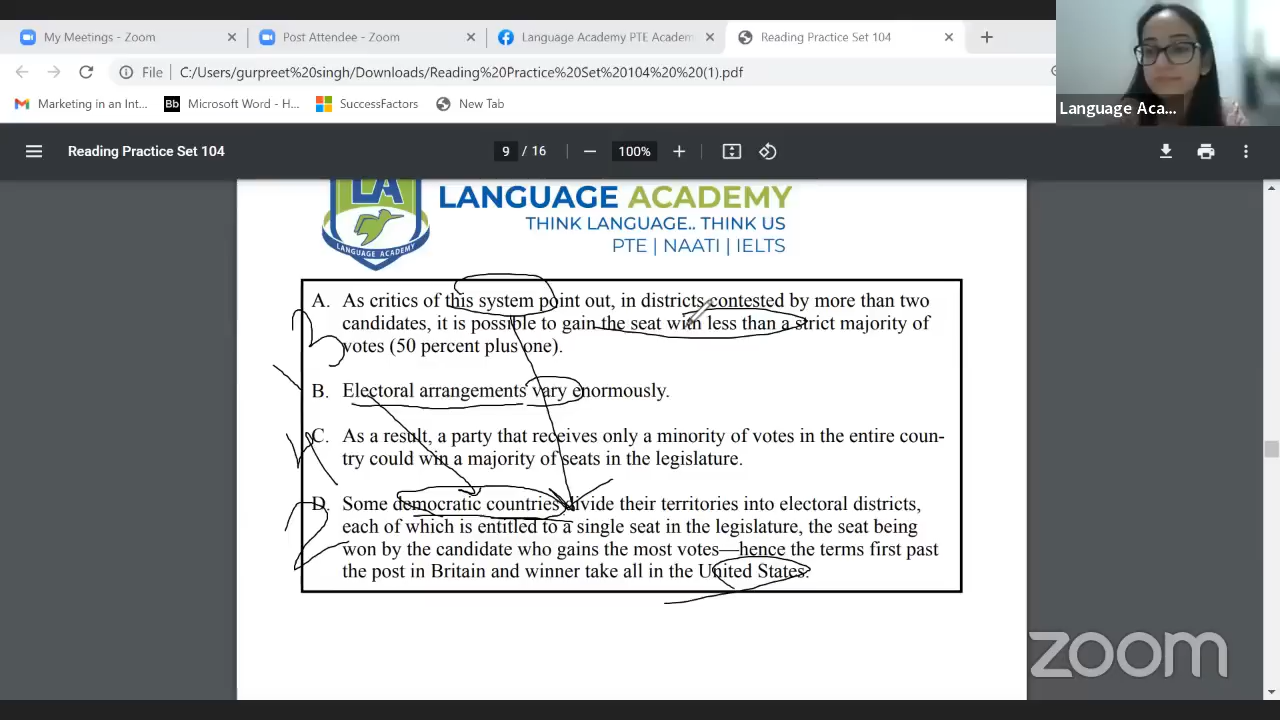 My Meetings - Zoom
Post Attendee - Zoom
Language Academy PTE Academ
Reading Practice Set 104
File
C:/Users/gurpreet%20singh/Downloads/Reading%20Practice%20Set%20104%20%20(1).pdf
Marketing in an Int...
Bb
Microsoft Word - H...
SuccessFactors
New Tab
Language Aca...
Reading Practice Set 104
9 / 16
100%
LA
LANGUAGE ACADEMY
LANGUAGE ACADEMY
THINK LANGUAGE.. THINK US
PTE | NAATI | IELTS
A. As critics of this system point out, in districts contested by more than two
candidates, it is possible to gain the seat with less than a strict majority of
votes (50 percent plus one).
3
B. Electoral arrangements vary enormously.
1
C. As a result, a party that receives only a minority of votes in the entire coun-
try could win a majority of seats in the legislature.
4
D. Some democratic countries divide their territories into electoral districts,
each of which is entitled to a single seat in the legislature, the seat being
won by the candidate who gains the most votes—hence the terms first past
the post in Britain and winner take all in the United States.
2
zoom